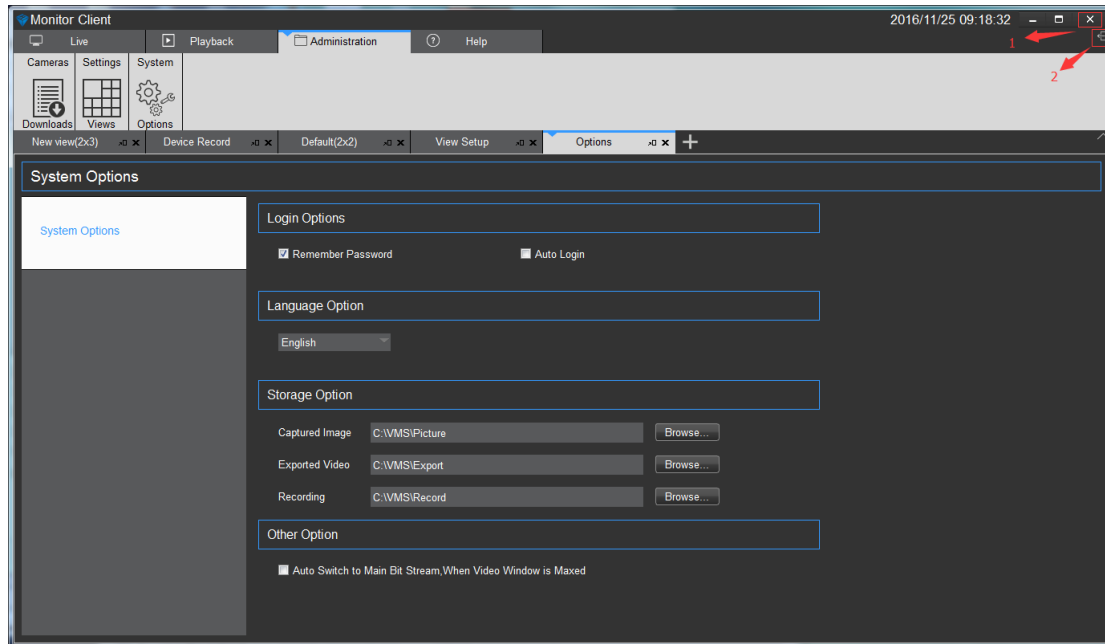 Monitor Client 2016/11/25 09:18:32
Live Playback Administration Help 1
Cameras Settings System 2
Downloads Views Options
New view(2x3) Device Record Default(2x2) View Setup Options
System Options
System Options
Login Options
Remember Password Auto Login
Language Option
English
Storage Option
Captured Image C:\VMS\Picture Browse...
Exported Video C:\VMS\Export Browse...
Recording C:\VMS\Record Browse...
Other Option
Auto Switch to Main Bit Stream,When Video Window is Maxed